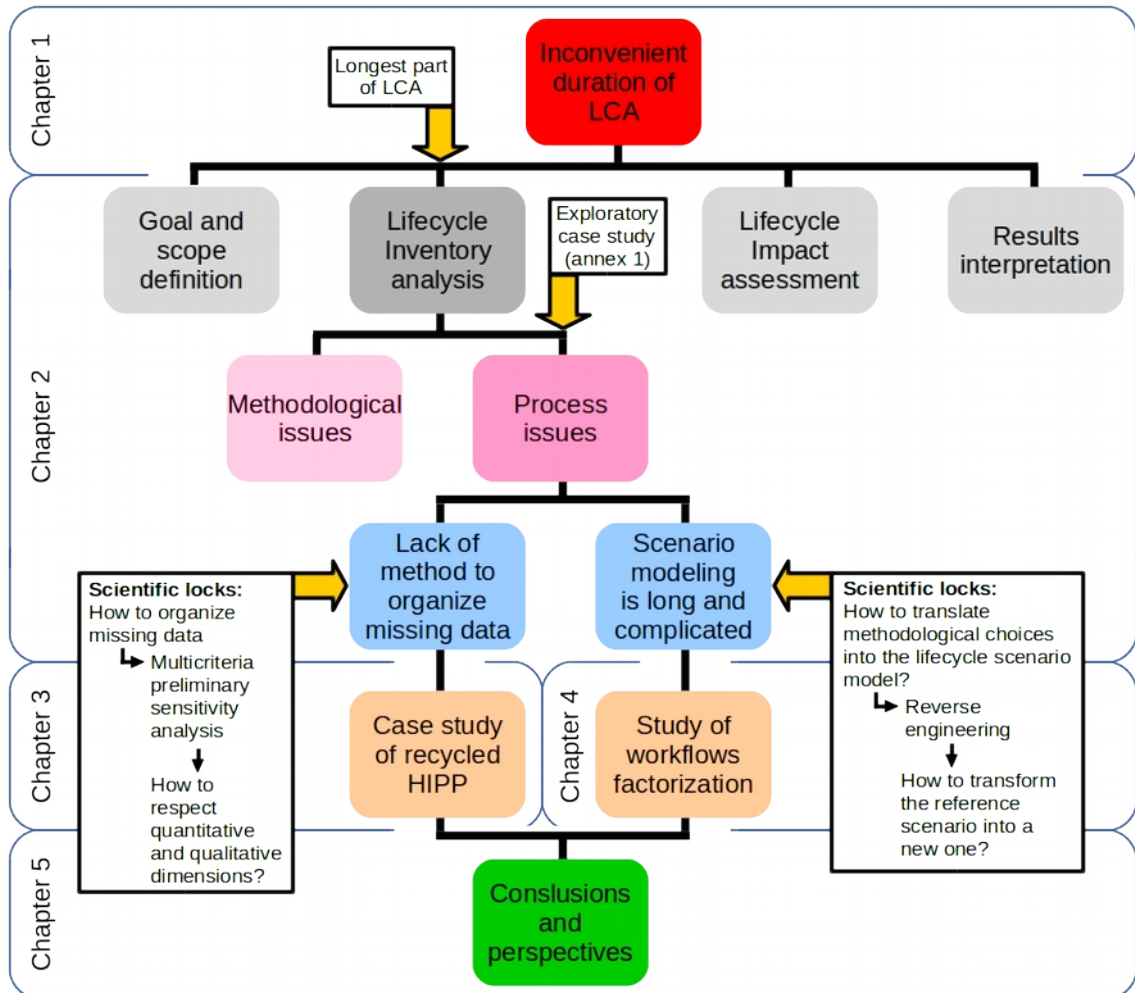 Chapter 1
Longest part
of LCA
Inconvenient
duration of
LCA
Chapter 2
Goal and
scope
definition
Lifecycle
Inventory
analysis
Exploratory
case study
(annex 1)
Lifecycle
Impact
assessment
Results
interpretation
Methodological
issues
Process
issues
Lack of
method to
organize
missing data
Scenario
modeling
is long and
complicated
Scientific locks:
How to organize
missing data
Multicriteria
preliminary
sensitivity
analysis
How to
respect
quantitative
and qualitative
dimensions?
Scientific locks:
How to translate
methodological choices
into the lifecycle scenario
model?
Reverse
engineering
How to transform
the reference
scenario into a
new one?
Chapter 3
Case study
of recycled
HIPP
Chapter 4
Study of
workflows
factorization
Chapter 5
Conslusions
and
perspectives